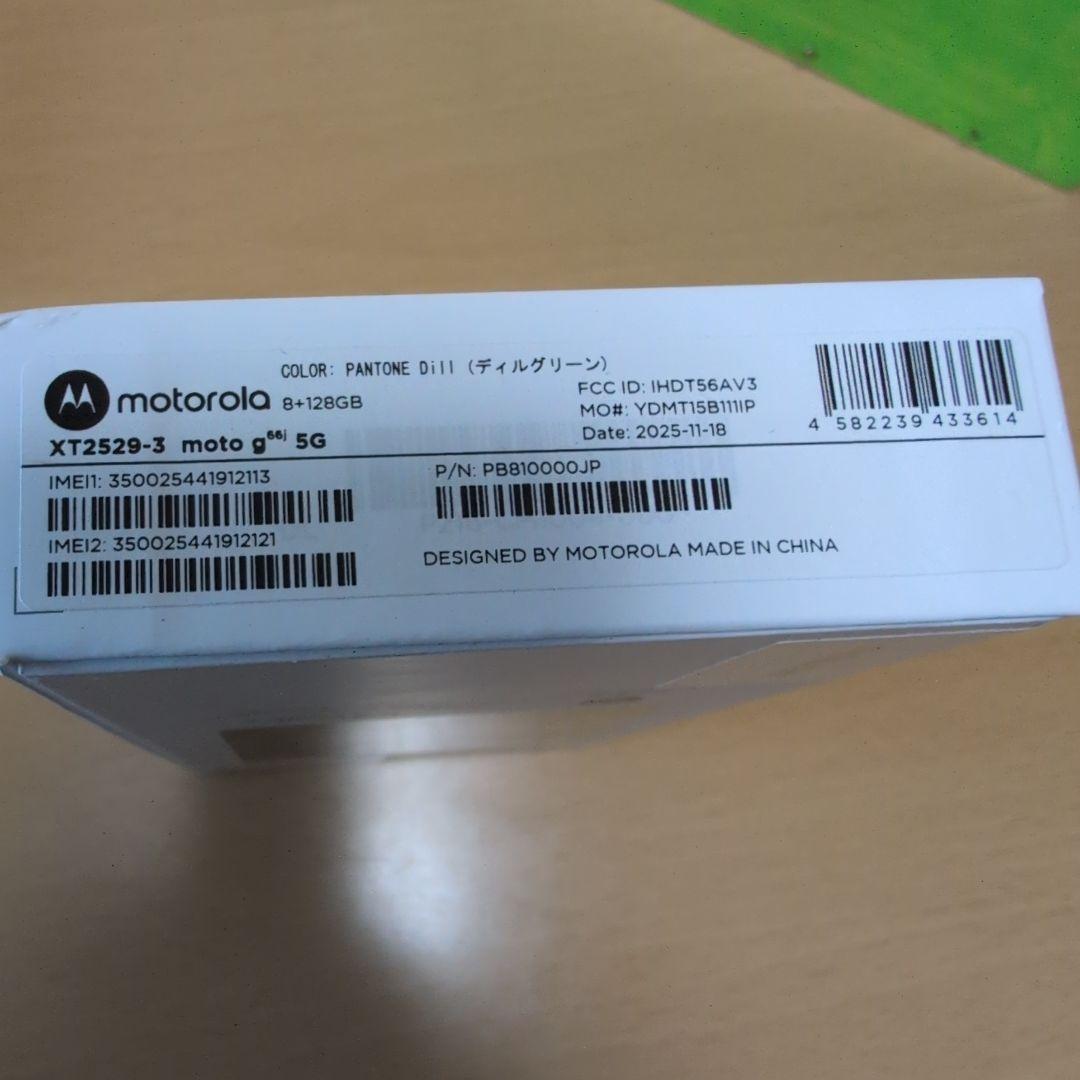 COLOR: PANTONE Dill (ディルグリーン)
motorola 8+128GB
XT2529-3 moto g66j 5G
FCC ID: IHDT56AV3
MO#: YDMT15B111IP
Date: 2025-11-18
4 582239 433614
IMEI1: 350025441912113
IMEI2: 350025441912121
P/N: PB810000JP
DESIGNED BY MOTOROLA MADE IN CHINA